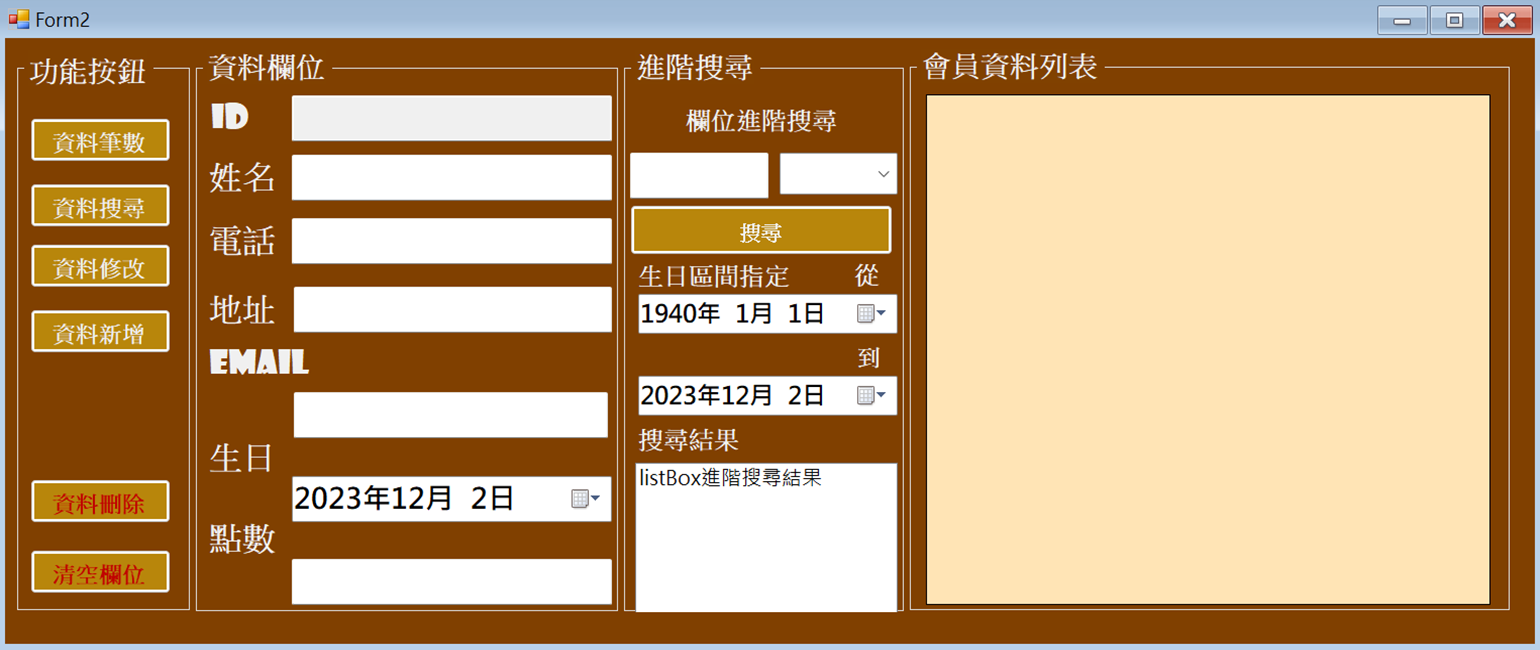 Form2
功能按鈕
資料筆數
資料搜尋
資料修改
資料新增
資料刪除
清空欄位
資料欄位
ID
姓名
電話
地址
EMAIL
生日
2023年12月 2日
點數
進階搜尋
欄位進階搜尋
搜尋
生日區間指定 從
1940年 1月 1日
到
2023年12月 2日
搜尋結果
listBox進階搜尋結果
會員資料列表